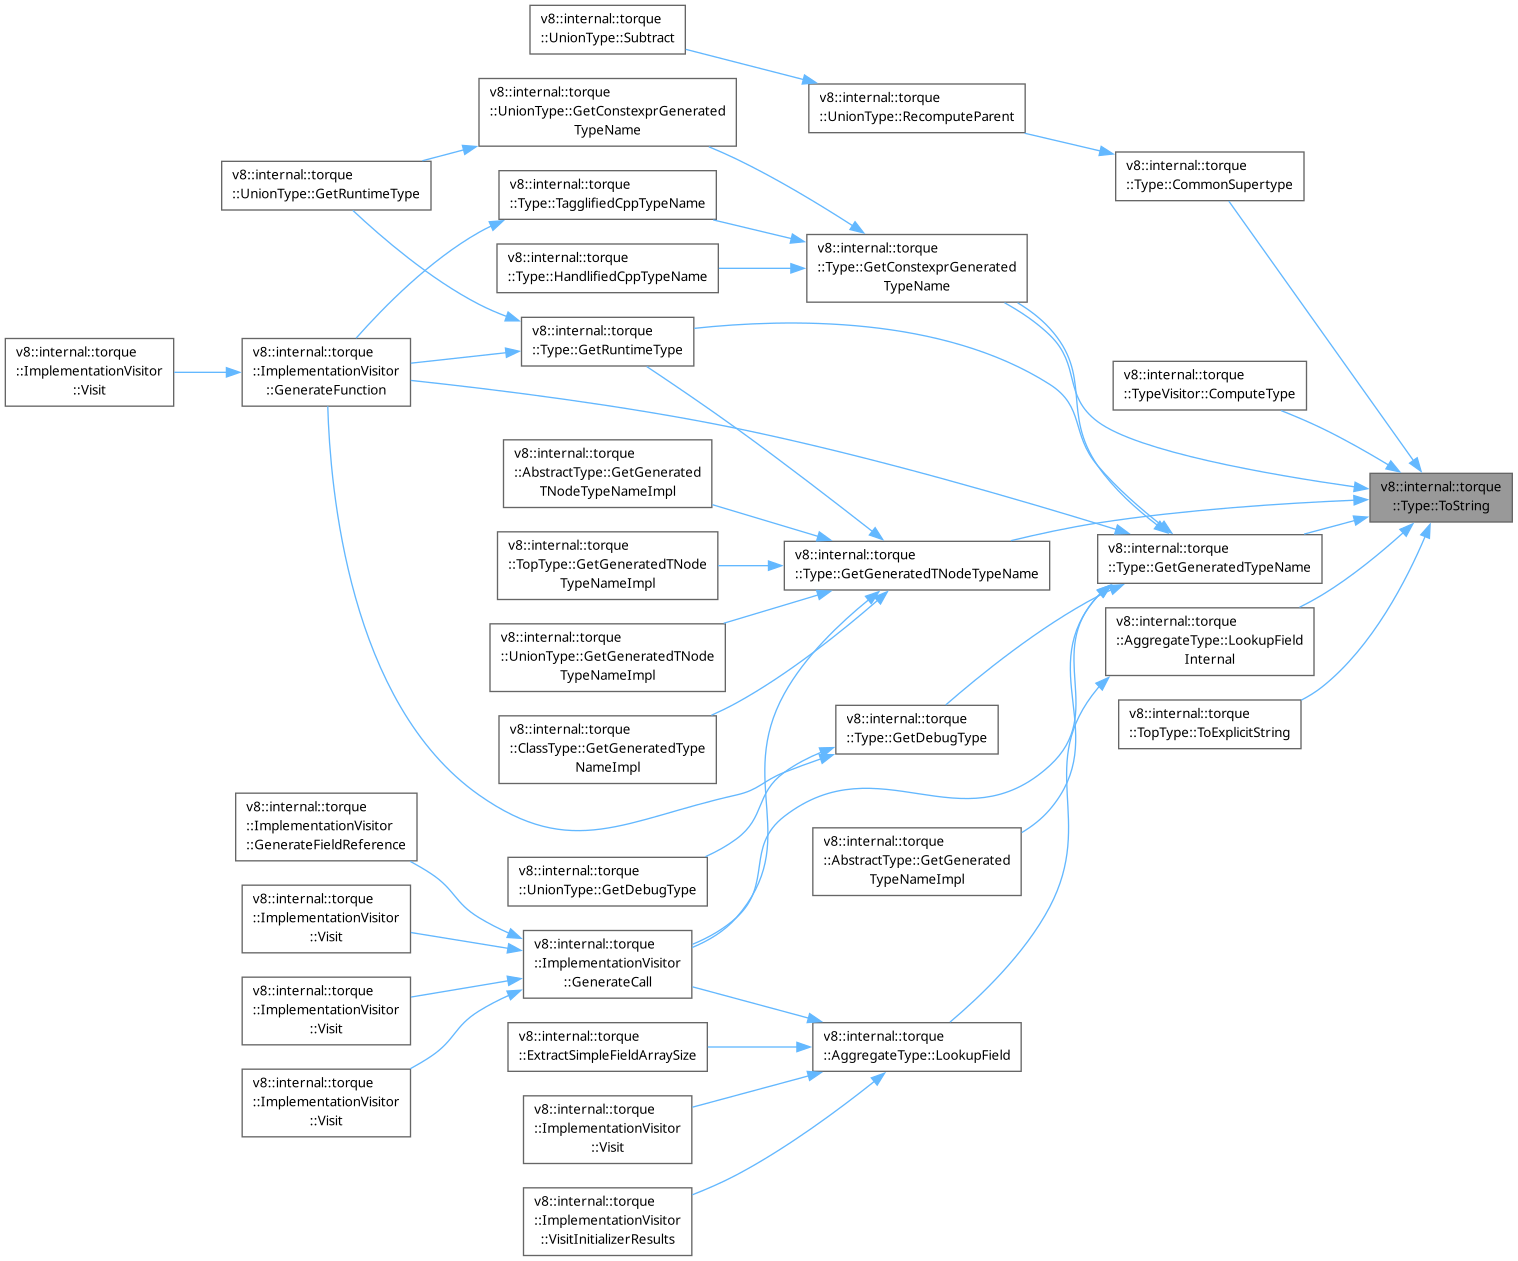 v8::internal::torque
::UnionType::Subtract
v8::internal::torque
::UnionType::GetConstexprGenerated
TypeName
v8::internal::torque
::UnionType::RecomputeParent
v8::internal::torque
::Type::CommonSupertype
v8::internal::torque
::UnionType::GetRuntimeType
v8::internal::torque
::Type::TagglifiedCppTypeName
v8::internal::torque
::Type::HandlifiedCppTypeName
v8::internal::torque
::Type::GetConstexprGenerated
TypeName
v8::internal::torque
::ImplementationVisitor
::Visit
v8::internal::torque
::ImplementationVisitor
::GenerateFunction
v8::internal::torque
::Type::GetRuntimeType
v8::internal::torque
::TypeVisitor::ComputeType
v8::internal::torque
::AbstractType::GetGenerated
TNodeTypeNameImpl
v8::internal::torque
::Type::ToString
v8::internal::torque
::TopType::GetGeneratedTNode
TypeNameImpl
v8::internal::torque
::Type::GetGeneratedTNodeTypeName
v8::internal::torque
::Type::GetGeneratedTypeName
v8::internal::torque
::UnionType::GetGeneratedTNode
TypeNameImpl
v8::internal::torque
::AggregateType::LookupField
Internal
v8::internal::torque
::ClassType::GetGeneratedType
NameImpl
v8::internal::torque
::Type::GetDebugType
v8::internal::torque
::TopType::ToExplicitString
v8::internal::torque
::ImplementationVisitor
::GenerateFieldReference
v8::internal::torque
::UnionType::GetDebugType
v8::internal::torque
::AbstractType::GetGenerated
TypeNameImpl
v8::internal::torque
::ImplementationVisitor
::Visit
v8::internal::torque
::ImplementationVisitor
::GenerateCall
v8::internal::torque
::ImplementationVisitor
::Visit
v8::internal::torque
::ExtractSimpleFieldArraySize
v8::internal::torque
::AggregateType::LookupField
v8::internal::torque
::ImplementationVisitor
::Visit
v8::internal::torque
::ImplementationVisitor
::Visit
v8::internal::torque
::ImplementationVisitor
::VisitInitializerResults